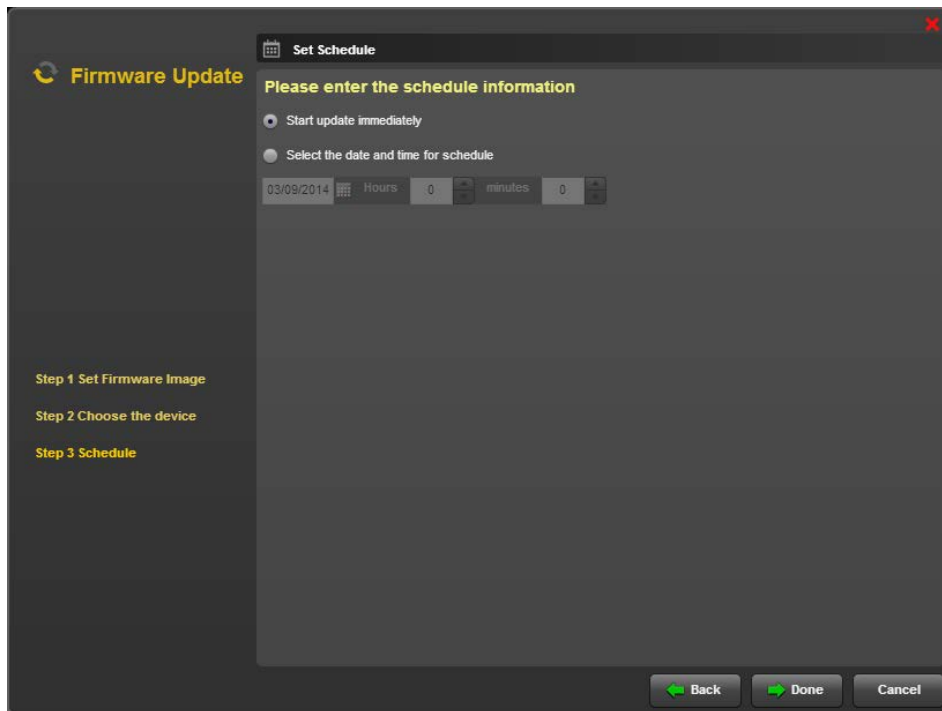 Set Schedule
Firmware Update
Please enter the schedule information
Start update immediately
Select the date and time for schedule
03/09/2014 Hours 0 minutes 0
Step 1 Set Firmware Image
Step 2 Choose the device
Step 3 Schedule
Back Done Cancel